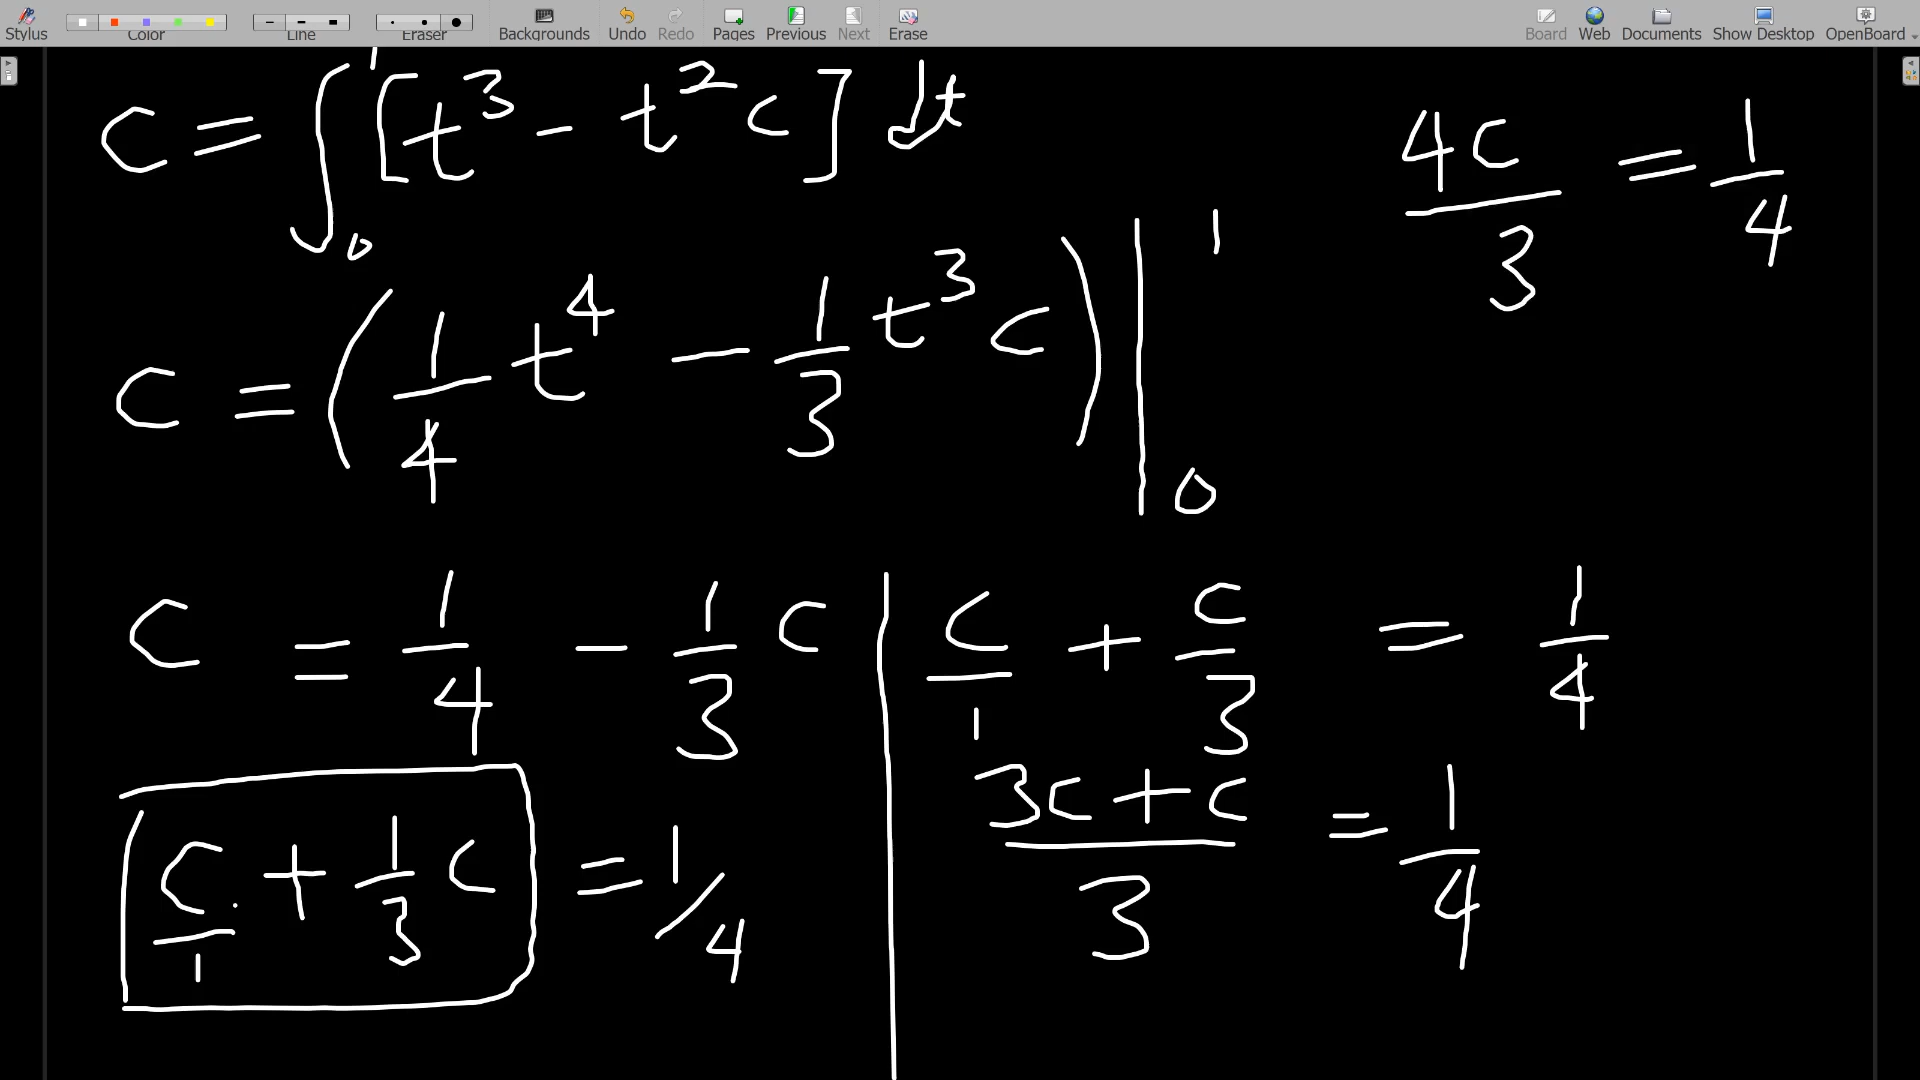 Stylus Color Line Eraser Backgrounds Undo Redo Pages Previous Next Erase Board Web Documents Show Desktop OpenBoard
c = ∫₀¹ [t³ - t²c] dt
c = (1/4 t⁴ - 1/3 t³ c) |₀¹
c = 1/4 - 1/3 c
c/1 + 1/3 c = 1/4
c/1 + c/3 = 1/4
(3c + c)/3 = 1/4
4c/3 = 1/4